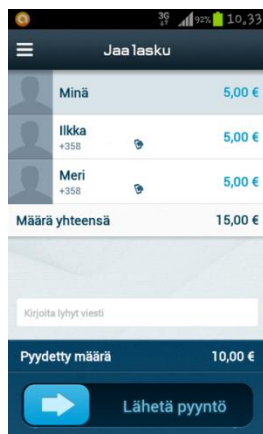 3G 92% 10,33
Jaa lasku
Minä 5,00 €
Ilkka
+358 5,00 €
Meri
+358 5,00 €
Määrä yhteensä 15,00 €
Kirjoita lyhyt viesti
Pyydetty määrä 10,00 €
Lähetä pyyntö